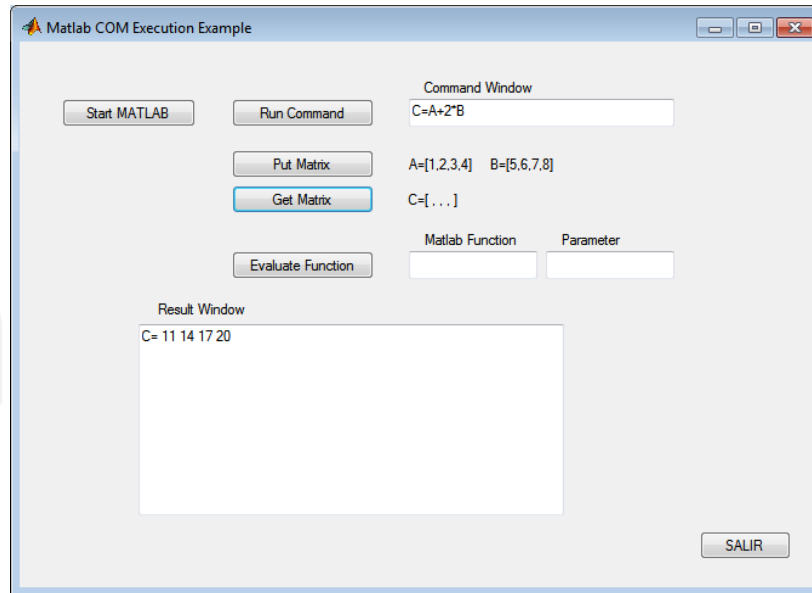 Matlab COM Execution Example
Command Window
Start MATLAB Run Command C=A+2*B
Put Matrix A=[1,2,3,4] B=[5,6,7,8]
Get Matrix C=[ , , , ]
Matlab Function Parameter
Evaluate Function
Result Window
C= 11 14 17 20
SALIR